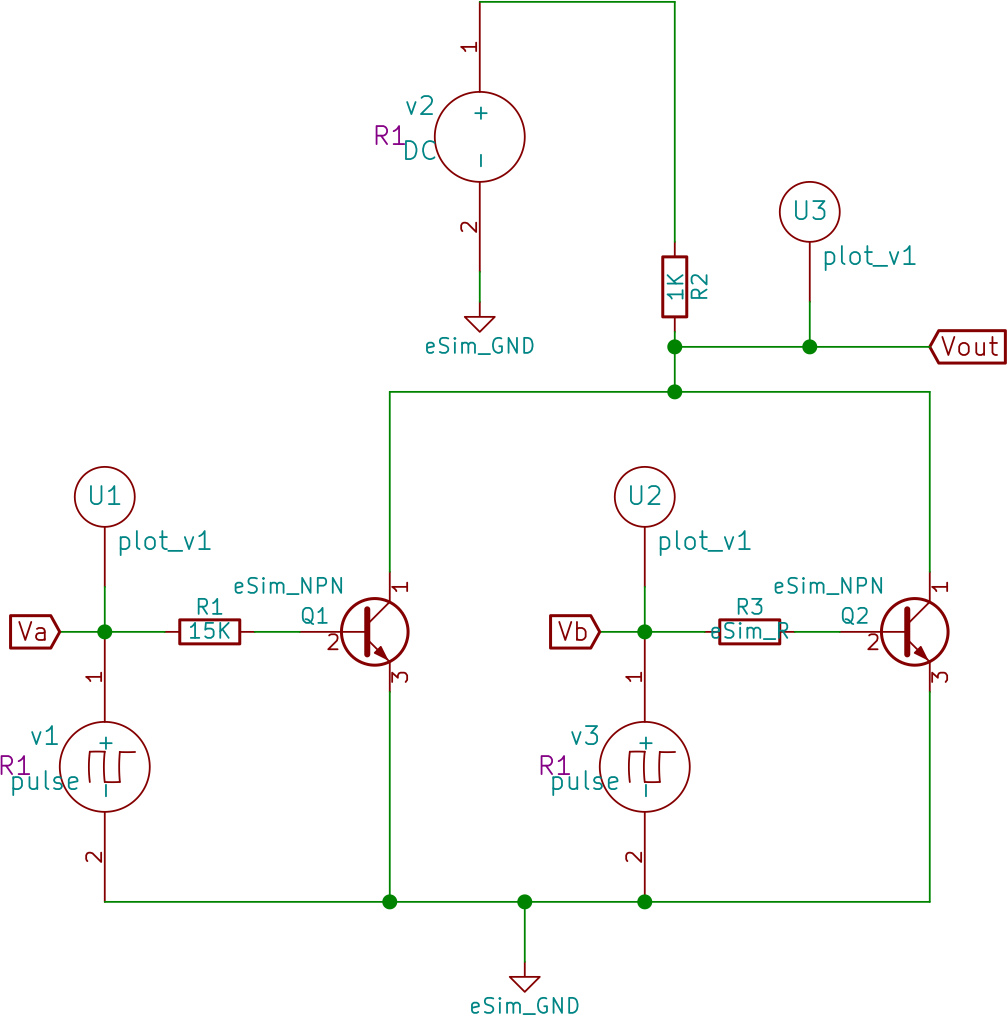 1
v2
+
R1
DC
2
eSim_GND
U3
plot_v1
1K
R2
Vout
U1
plot_v1
U2
plot_v1
eSim_NPN
1
eSim_NPN
1
R1
Q1
R3
Q2
Va
15K
2
Vb
eSim_R
2
1
3
1
3
v1
+
v3
+
R1
pulse
R1
pulse
2
2
eSim_GND